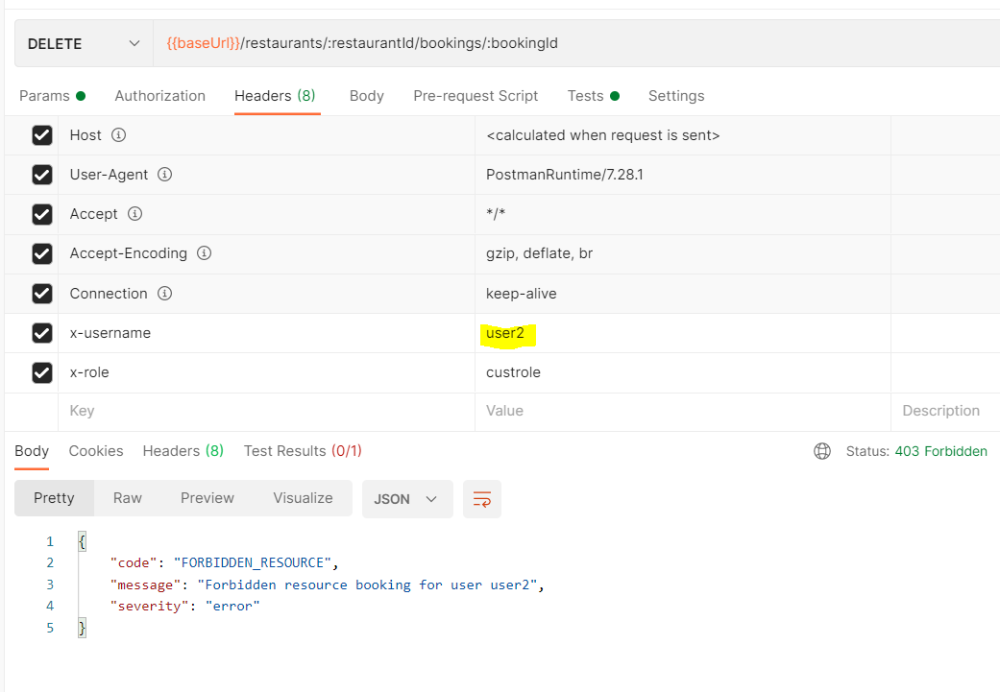 DELETE {{baseUrl}}/restaurants/:restaurantId/bookings/:bookingId
Params Authorization Headers (8) Body Pre-request Script Tests Settings
Host <calculated when request is sent>
User-Agent PostmanRuntime/7.28.1
Accept */*
Accept-Encoding gzip, deflate, br
Connection keep-alive
x-username user2
x-role custrole
Key Value Description
Body Cookies Headers (8) Test Results (0/1) Status: 403 Forbidden
Pretty Raw Preview Visualize JSON
1 {
2 "code": "FORBIDDEN_RESOURCE",
3 "message": "Forbidden resource booking for user user2",
4 "severity": "error"
5 }